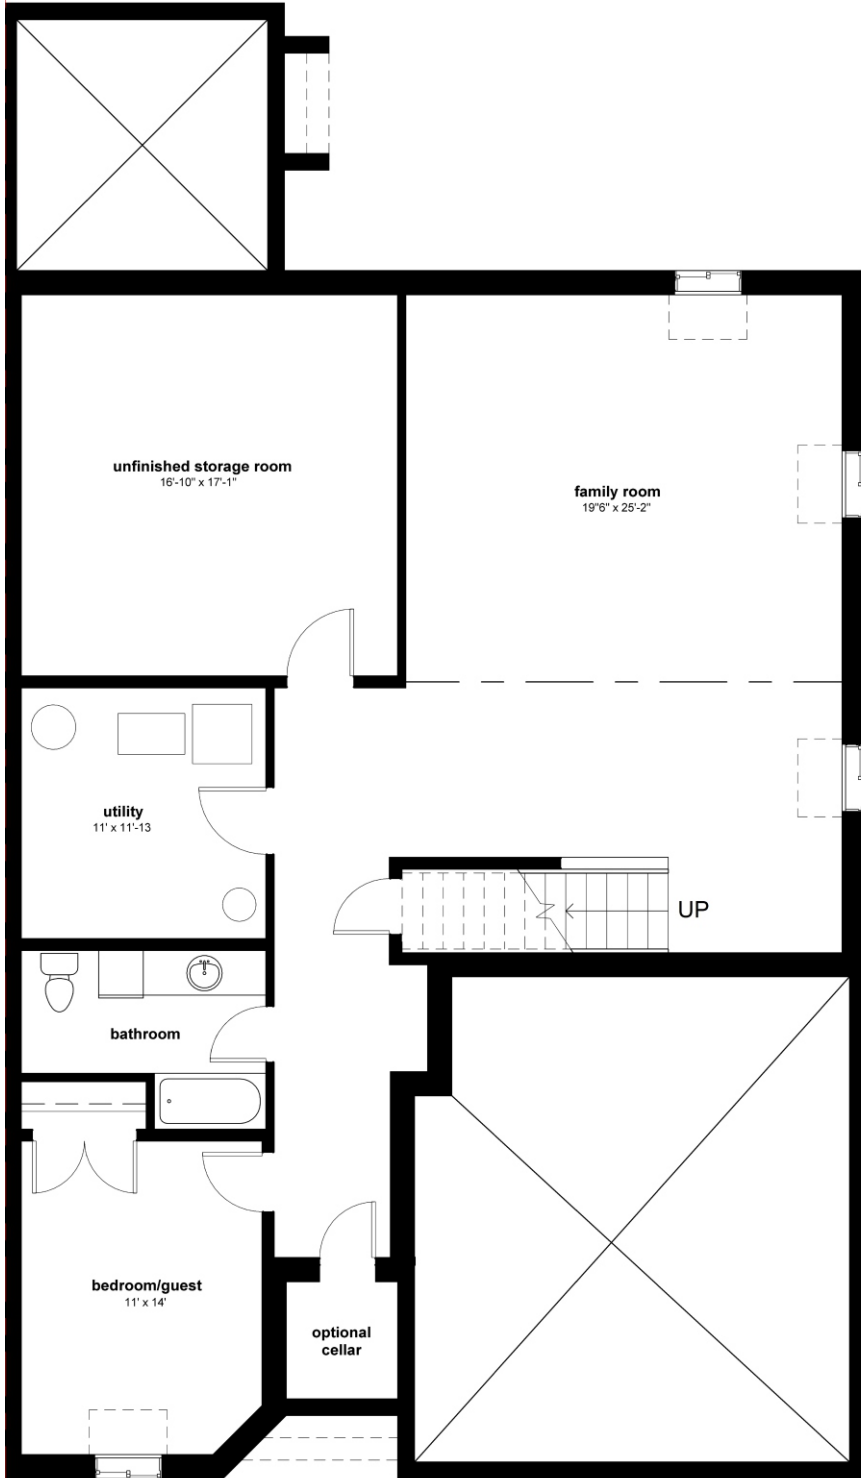 unfinished storage room
16'-10" x 17'-1"
family room
19"6" x 25'-2"
utility
11' x 11'-13
UP
bathroom
bedroom/guest
11' x 14'
optional
cellar